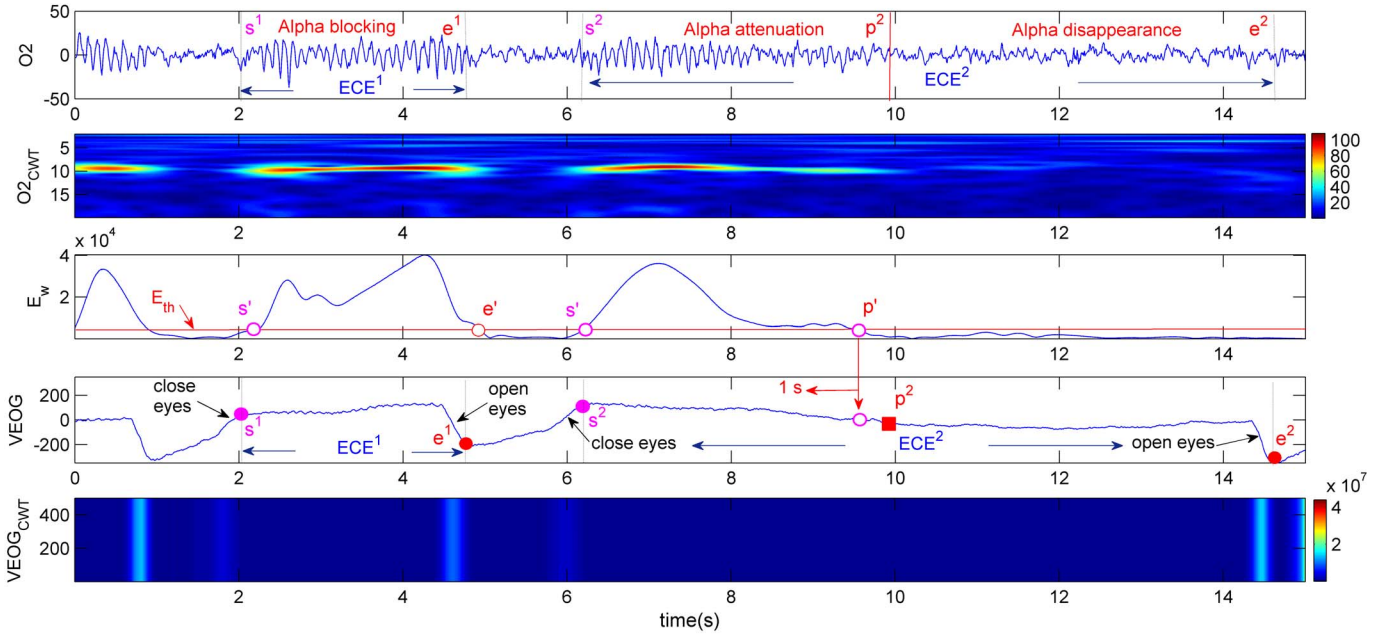 s1 Alpha blocking e1 s2 Alpha attenuation p2 Alpha disappearance e2
50
0
-50
O2
ECE1 ECE2
0 2 4 6 8 10 12 14
5
10
15
O2CWT
100
80
60
40
20
0 2 4 6 8 10 12 14
x 10^4
4
2
Ew
Eth s' e' s' p'
0 2 4 6 8 10 12 14
1 s
200
0
-200
VEOG
close eyes s1 open eyes e1 s2 close eyes p2 open eyes e2
ECE1 ECE2
0 2 4 6 8 10 12 14
x 10^7
400
200
VEOGCWT
4
2
0 2 4 6 8 10 12 14
time(s)